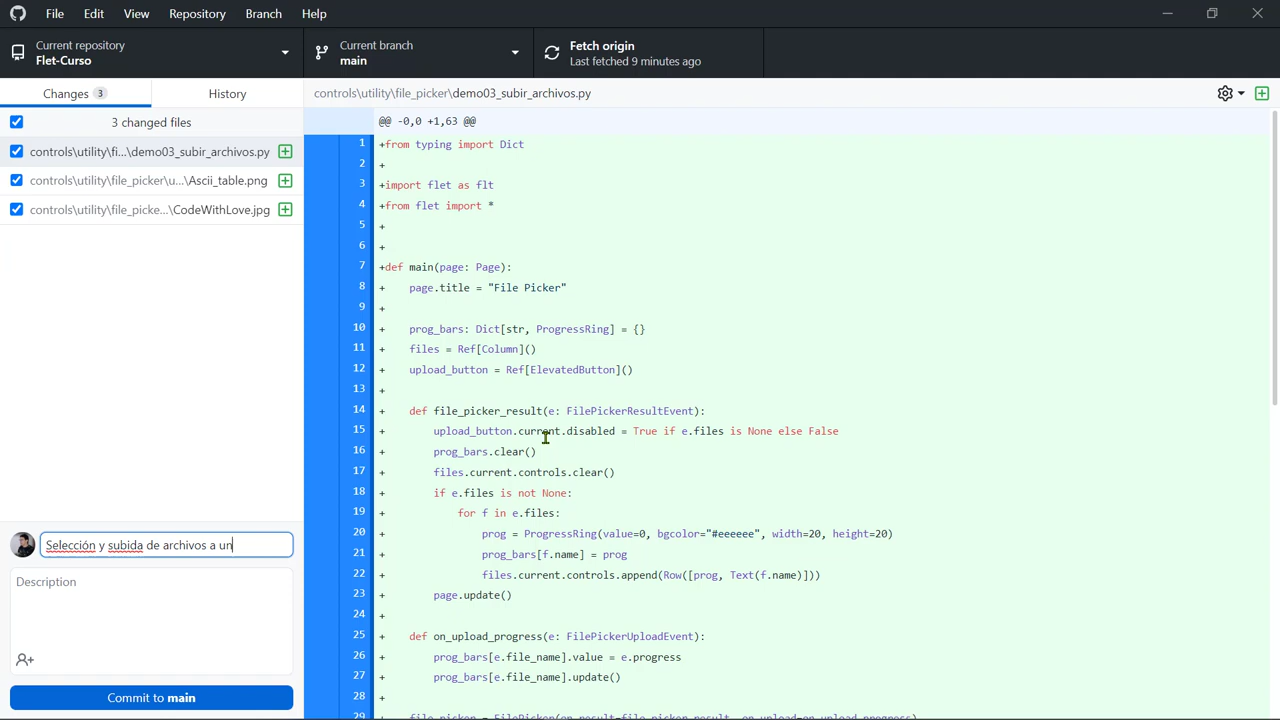 File Edit View Repository Branch Help
Current repository
Flet-Curso
Current branch
main
Fetch origin
Last fetched 9 minutes ago
Changes 3 History
3 changed files
controls\utility\fi...\demo03_subir_archivos.py
controls\utility\file_picker\u...\Ascii_table.png
controls\utility\file_picke...\CodeWithLove.jpg
Selección y subida de archivos a un
Description
Commit to main
controls\utility\file_picker\demo03_subir_archivos.py
@@ -0,0 +1,63 @@
1 +from typing import Dict
2 +
3 +import flet as flt
4 +from flet import *
5 +
6 +
7 +def main(page: Page):
8 + page.title = "File Picker"
9 +
10 + prog_bars: Dict[str, ProgressRing] = {}
11 + files = Ref[Column]()
12 + upload_button = Ref[ElevatedButton]()
13 +
14 + def file_picker_result(e: FilePickerResultEvent):
15 + upload_button.current.disabled = True if e.files is None else False
16 + prog_bars.clear()
17 + files.current.controls.clear()
18 + if e.files is not None:
19 + for f in e.files:
20 + prog = ProgressRing(value=0, bgcolor="#eeeeee", width=20, height=20)
21 + prog_bars[f.name] = prog
22 + files.current.controls.append(Row([prog, Text(f.name)]))
23 + page.update()
24 +
25 + def on_upload_progress(e: FilePickerUploadEvent):
26 + prog_bars[e.file_name].value = e.progress
27 + prog_bars[e.file_name].update()
28 +
29 + file_picker = FilePicker(on_result=file_picker_result, on_upload=on_upload_progress)